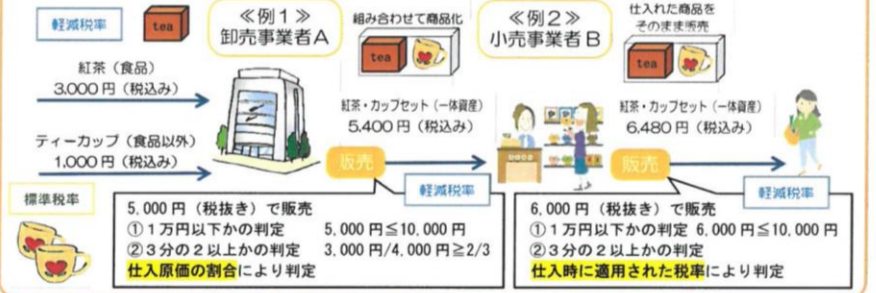 軽減税率
tea
紅茶（食品）
3,000円（税込み）
ティーカップ（食品以外）
1,000円（税込み）
標準税率
≪例１≫
卸売事業者Ａ
組み合わせて商品化
tea
紅茶・カップセット（一体資産）
5,400円（税込み）
販売
軽減税率
5,000円（税抜き）で販売
①１万円以下かの判定　5,000円≦10,000円
②３分の２以上かの判定　3,000円/4,000円≧2/3
仕入原価の割合により判定
≪例２≫
小売事業者Ｂ
仕入れた商品を
そのまま販売
tea
紅茶・カップセット（一体資産）
6,480円（税込み）
販売
軽減税率
6,000円（税抜き）で販売
①１万円以下かの判定　6,000円≦10,000円
②３分の２以上かの判定
仕入時に適用された税率により判定